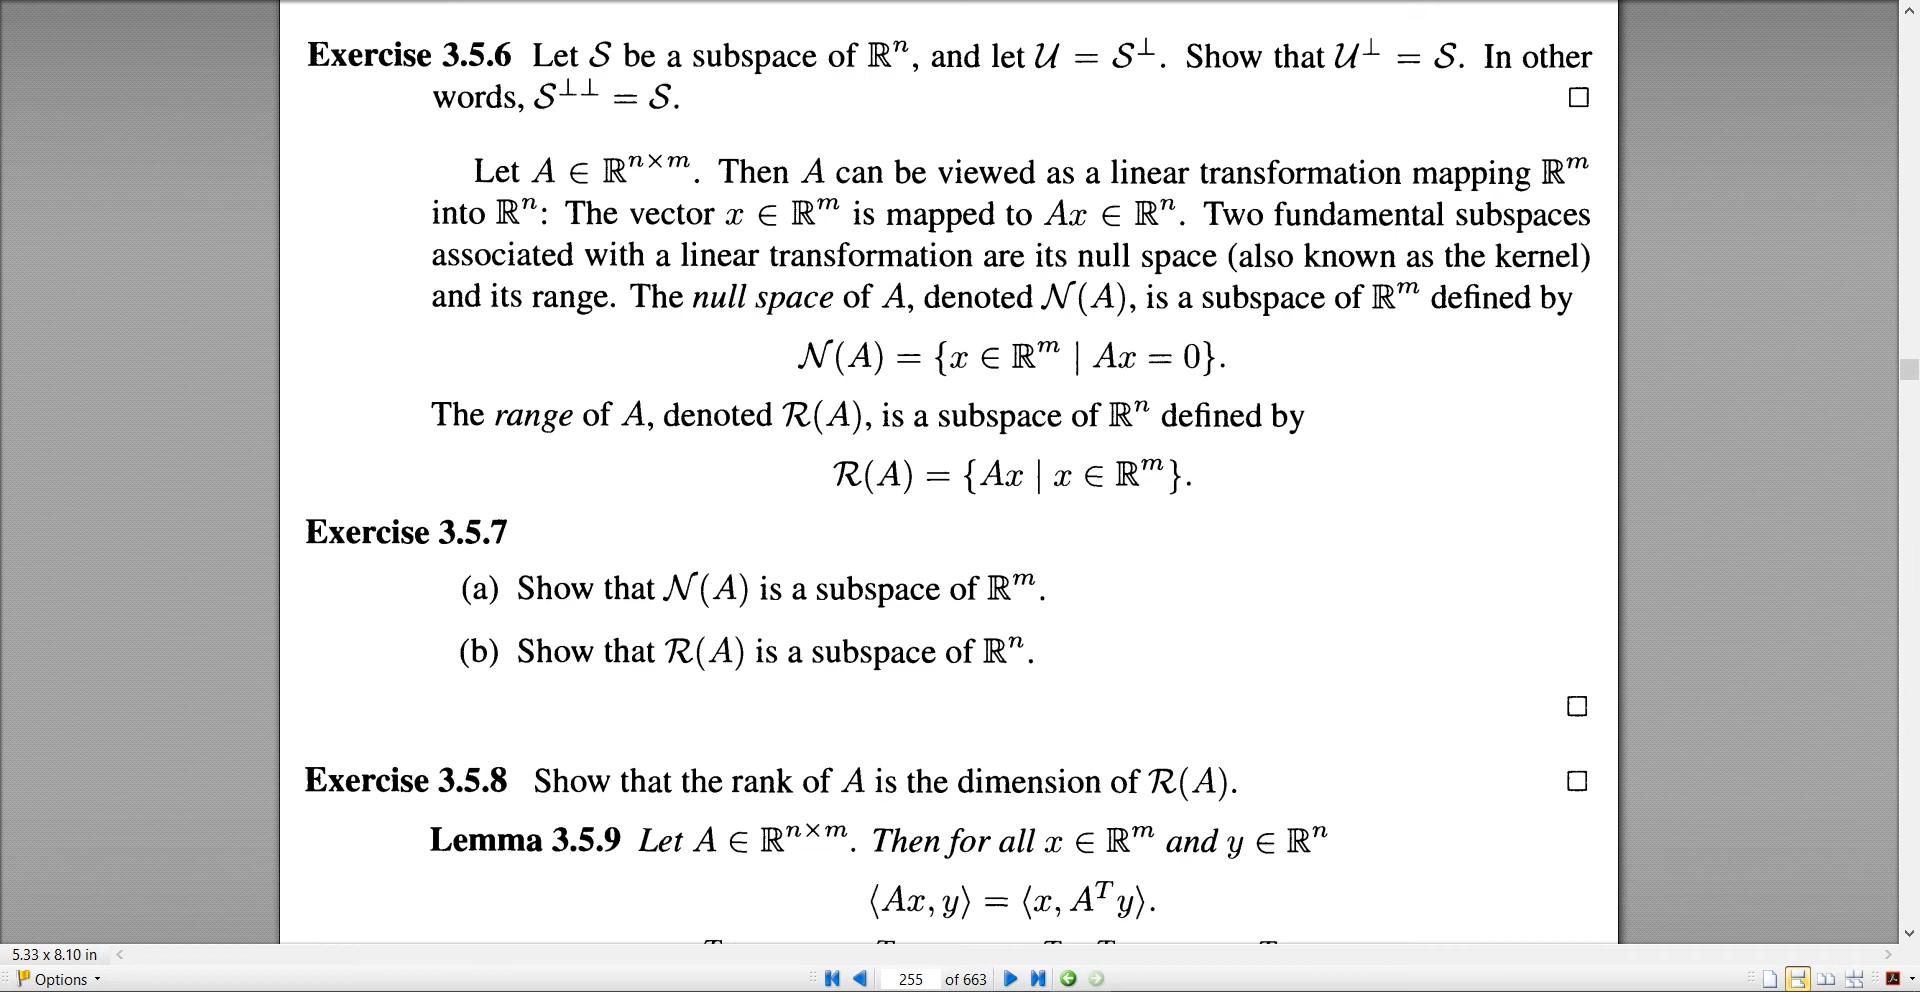 Exercise 3.5.6 Let 𝒮 be a subspace of ℝⁿ, and let 𝒰 = 𝒮^⊥. Show that 𝒰^⊥ = 𝒮. In other
words, 𝒮^⊥⊥ = 𝒮. □
Let A ∈ ℝ^{n×m}. Then A can be viewed as a linear transformation mapping ℝ^m
into ℝⁿ: The vector x ∈ ℝ^m is mapped to Ax ∈ ℝⁿ. Two fundamental subspaces
associated with a linear transformation are its null space (also known as the kernel)
and its range. The null space of A, denoted 𝒩(A), is a subspace of ℝ^m defined by
𝒩(A) = {x ∈ ℝ^m | Ax = 0}.
The range of A, denoted ℛ(A), is a subspace of ℝⁿ defined by
ℛ(A) = {Ax | x ∈ ℝ^m}.
Exercise 3.5.7
(a) Show that 𝒩(A) is a subspace of ℝ^m.
(b) Show that ℛ(A) is a subspace of ℝⁿ.
□
Exercise 3.5.8 Show that the rank of A is the dimension of ℛ(A). □
Lemma 3.5.9 Let A ∈ ℝ^{n×m}. Then for all x ∈ ℝ^m and y ∈ ℝⁿ
⟨Ax, y⟩ = ⟨x, A^T y⟩.
5.33 x 8.10 in
Options
255 of 663